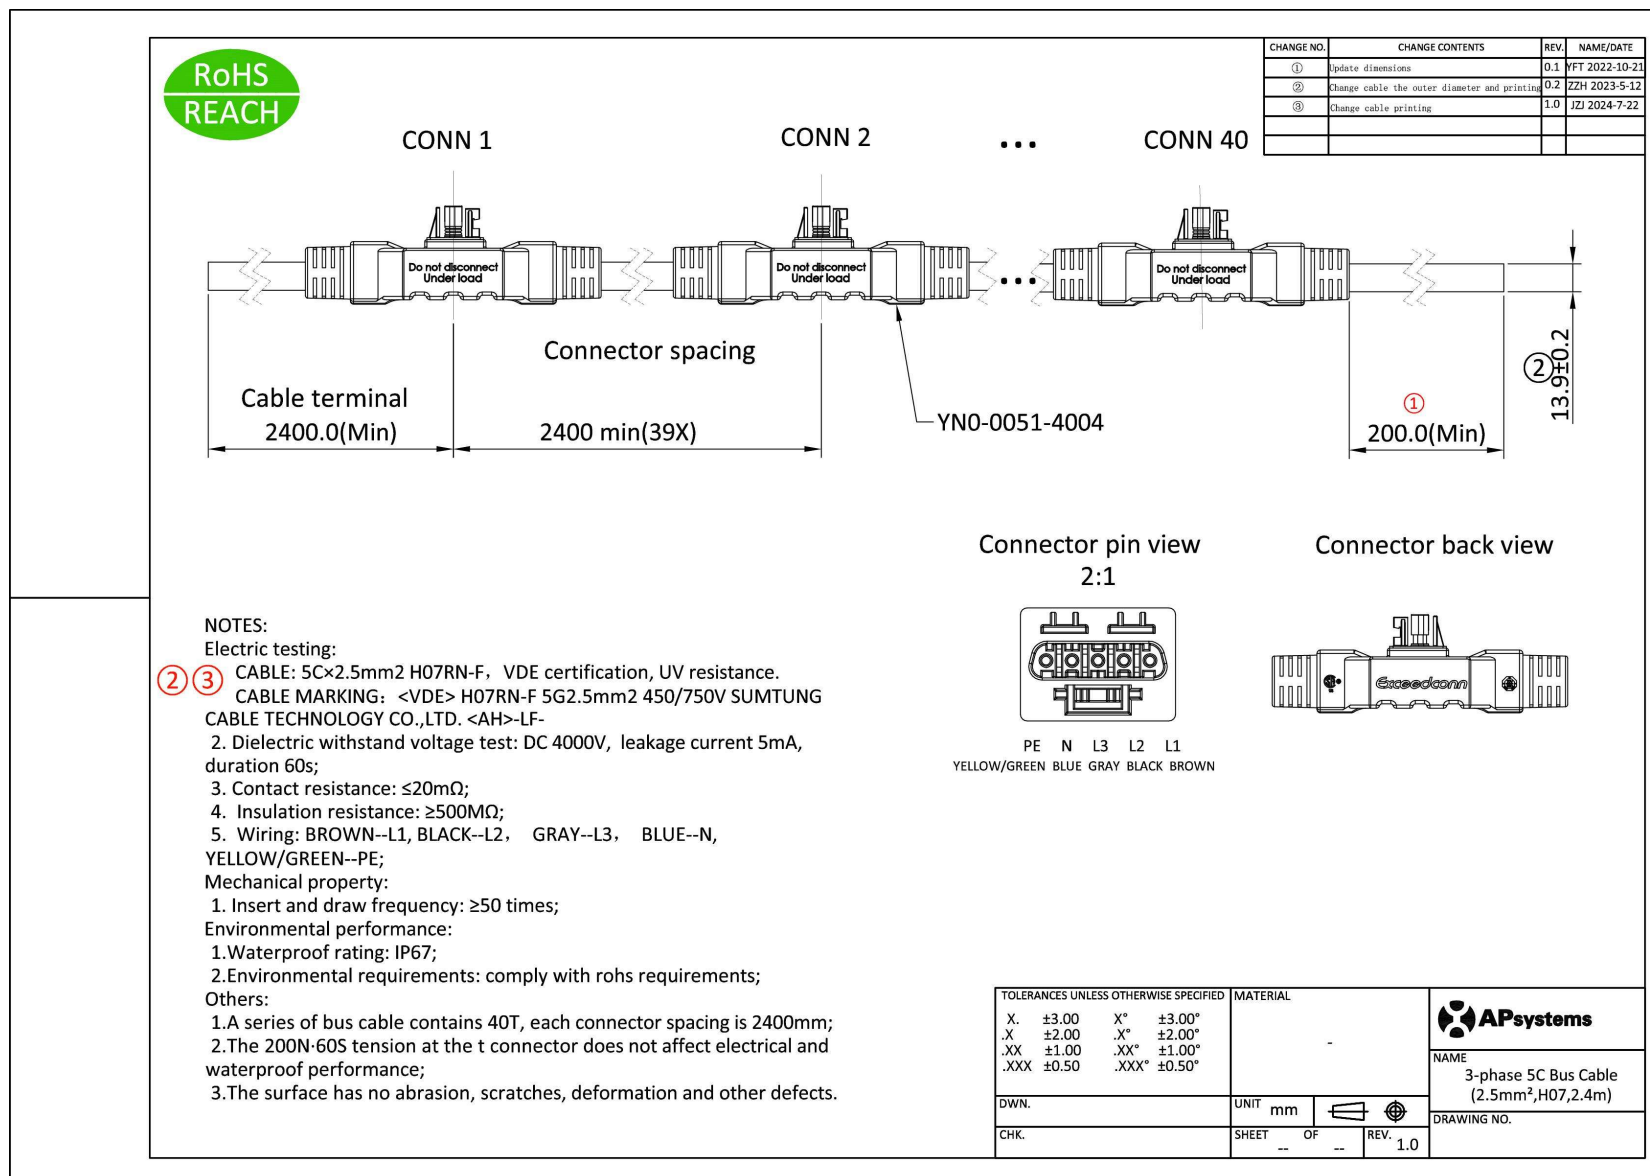 RoHS
REACH
CHANGE NO. CHANGE CONTENTS REV. NAME/DATE
① Update dimensions 0.1 YFT 2022-10-21
② Change cable the outer diameter and printing 0.2 ZZH 2023-5-12
③ Change cable printing 1.0 JZJ 2024-7-22
CONN 1 CONN 2 ... CONN 40
Do not disconnect
Under load
Do not disconnect
Under load
...
Do not disconnect
Under load
Connector spacing
Cable terminal
2400.0(Min)
2400 min(39X)
YN0-0051-4004
①
200.0(Min)
② 13.9±0.2
Connector pin view
2:1
Connector back view
Exceedconn
PE N L3 L2 L1
YELLOW/GREEN BLUE GRAY BLACK BROWN
NOTES:
Electric testing:
②③ CABLE: 5C×2.5mm2 H07RN-F，VDE certification, UV resistance.
CABLE MARKING：<VDE> H07RN-F 5G2.5mm2 450/750V SUMTUNG
CABLE TECHNOLOGY CO.,LTD. <AH>-LF-
2. Dielectric withstand voltage test: DC 4000V, leakage current 5mA,
duration 60s;
3. Contact resistance: ≤20mΩ;
4. Insulation resistance: ≥500MΩ;
5. Wiring: BROWN--L1, BLACK--L2， GRAY--L3， BLUE--N,
YELLOW/GREEN--PE;
Mechanical property:
1. Insert and draw frequency: ≥50 times;
Environmental performance:
1.Waterproof rating: IP67;
2.Environmental requirements: comply with rohs requirements;
Others:
1.A series of bus cable contains 40T, each connector spacing is 2400mm;
2.The 200N·60S tension at the t connector does not affect electrical and
waterproof performance;
3.The surface has no abrasion, scratches, deformation and other defects.
TOLERANCES UNLESS OTHERWISE SPECIFIED
X. ±3.00 X° ±3.00°
.X ±2.00 .X° ±2.00°
.XX ±1.00 .XX° ±1.00°
.XXX ±0.50 .XXX° ±0.50°
DWN.
CHK.
MATERIAL
-
UNIT mm
SHEET -- OF --
REV. 1.0
APsystems
NAME
3-phase 5C Bus Cable
(2.5mm²,H07,2.4m)
DRAWING NO.